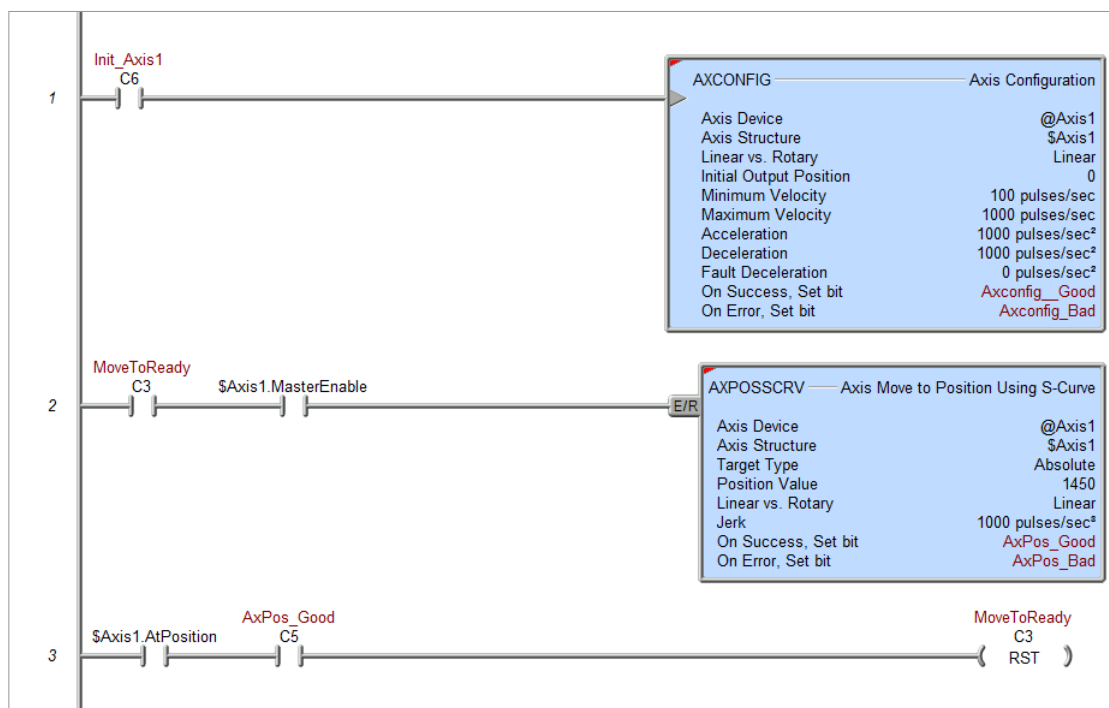 Init_Axis1
C6
1
AXCONFIG Axis Configuration
Axis Device @Axis1
Axis Structure $Axis1
Linear vs. Rotary Linear
Initial Output Position 0
Minimum Velocity 100 pulses/sec
Maximum Velocity 1000 pulses/sec
Acceleration 1000 pulses/sec²
Deceleration 1000 pulses/sec²
Fault Deceleration 0 pulses/sec²
On Success, Set bit Axconfig__Good
On Error, Set bit Axconfig_Bad
MoveToReady
C3 $Axis1.MasterEnable
2
E/R
AXPOSSCRV Axis Move to Position Using S-Curve
Axis Device @Axis1
Axis Structure $Axis1
Target Type Absolute
Position Value 1450
Linear vs. Rotary Linear
Jerk 1000 pulses/sec³
On Success, Set bit AxPos_Good
On Error, Set bit AxPos_Bad
AxPos_Good MoveToReady
$Axis1.AtPosition C5 C3
3 RST